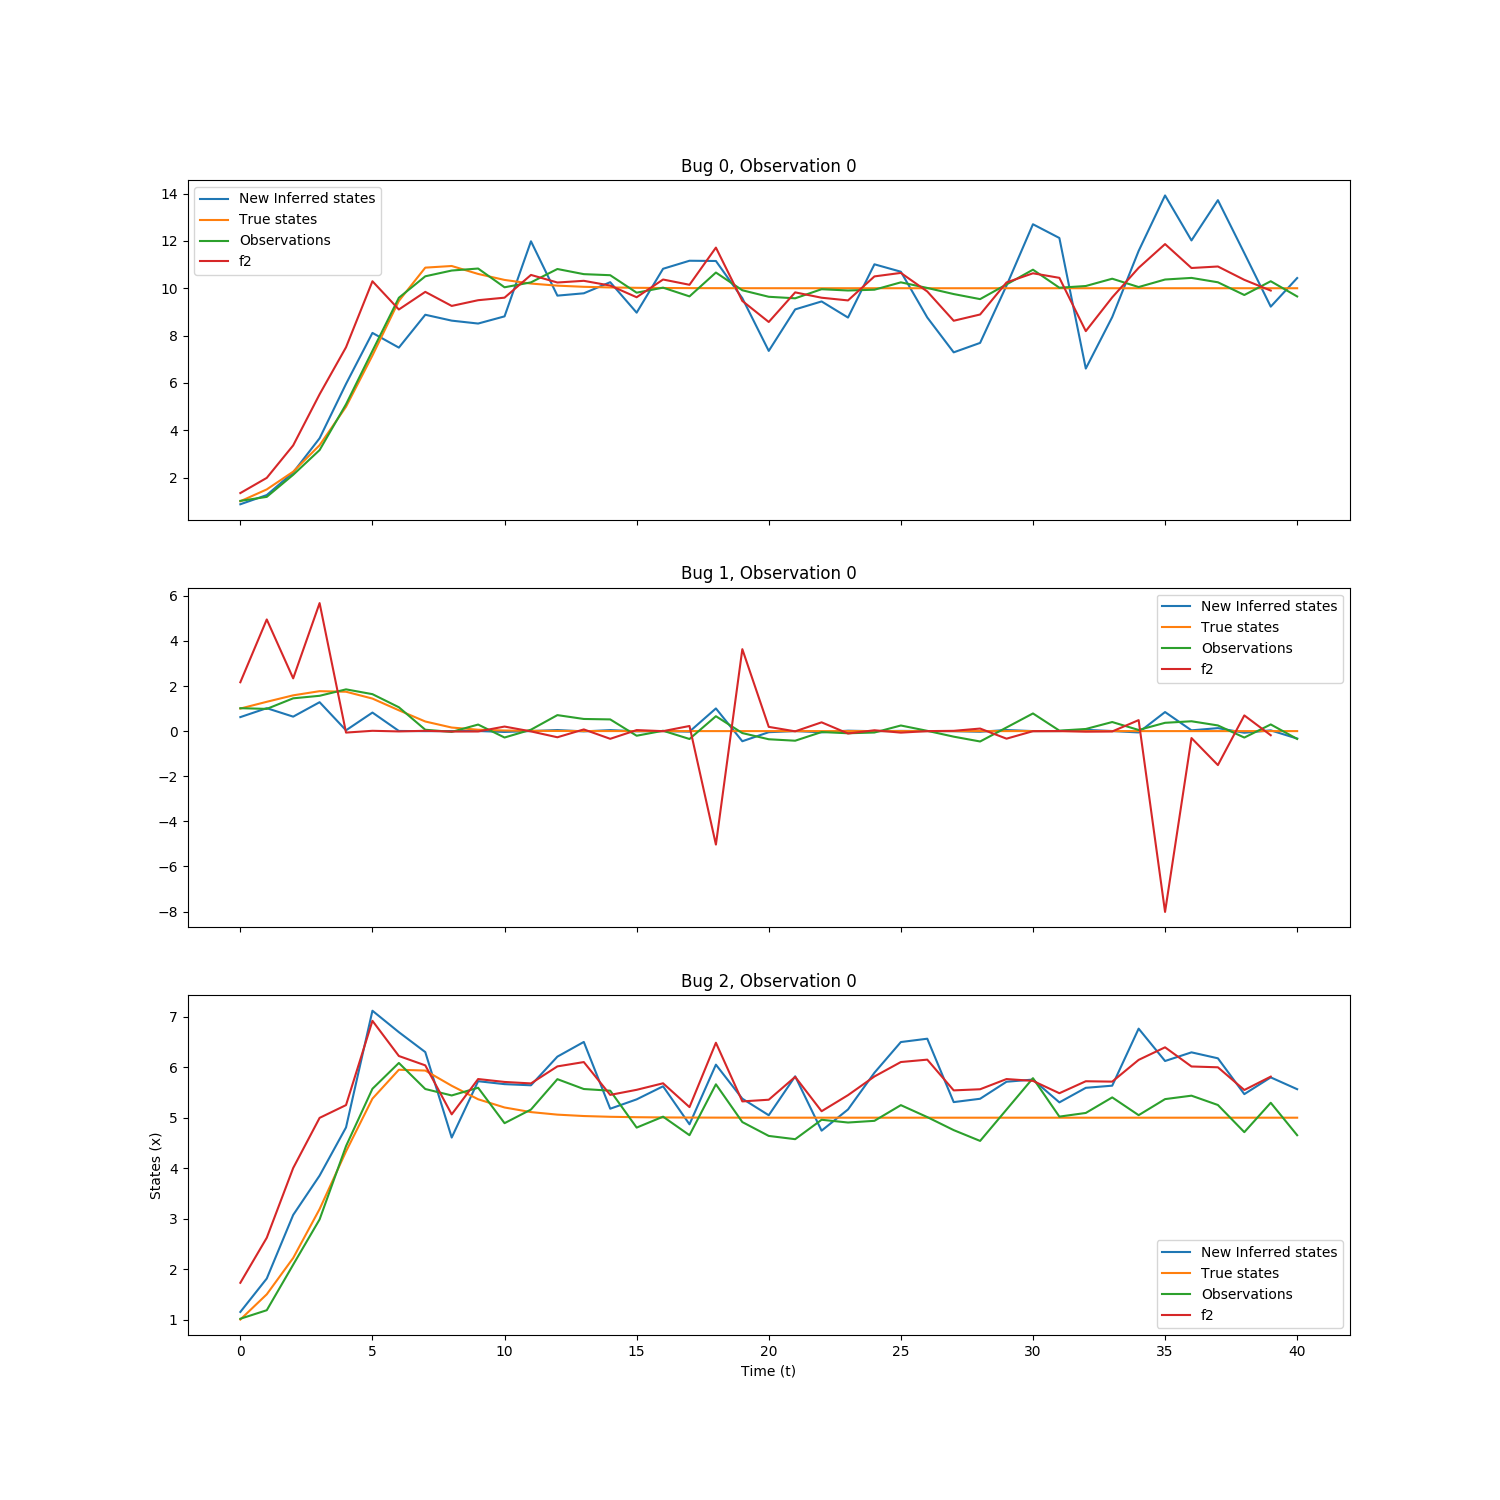 Bug 0, Observation 0
14
12
10
8
6
4
2
New Inferred states
True states
Observations
f2
Bug 1, Observation 0
6
4
2
0
−2
−4
−6
−8
New Inferred states
True states
Observations
f2
Bug 2, Observation 0
States (x)
7
6
5
4
3
2
1
New Inferred states
True states
Observations
f2
0 5 10 15 20 25 30 35 40
Time (t)